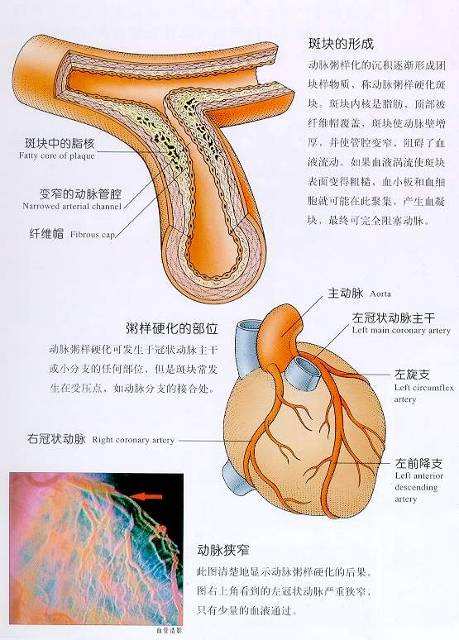 斑块的形成
动脉粥样化的沉积逐渐形成团
块样物质，称动脉粥样硬化斑
块。斑块内核是脂肪，顶部被
纤维帽覆盖，斑块使动脉壁增
厚，并使管腔变窄，阻碍了血
液流动。如果血液涡流使斑块
表面变得粗糙，血小板和血细
胞就可能在此聚集，产生血凝
块，最终可完全阻塞动脉。
斑块中的脂核
Fatty core of plaque
变窄的动脉管腔
Narrowed arterial channel
纤维帽 Fibrous cap
主动脉 Aorta
左冠状动脉主干
Left main coronary artery
粥样硬化的部位
动脉粥样硬化可发生于冠状动脉主干
或小分支的任何部位，但是斑块常发
生在受压点，如动脉分支的接合处。
左旋支
Left circumflex
artery
右冠状动脉 Right coronary artery
左前降支
Left anterior
descending
artery
动脉狭窄
此图清楚地显示动脉粥样硬化的后果。
图右上角看到的左冠状动脉严重狭窄，
只有少量的血液通过。
血管造影